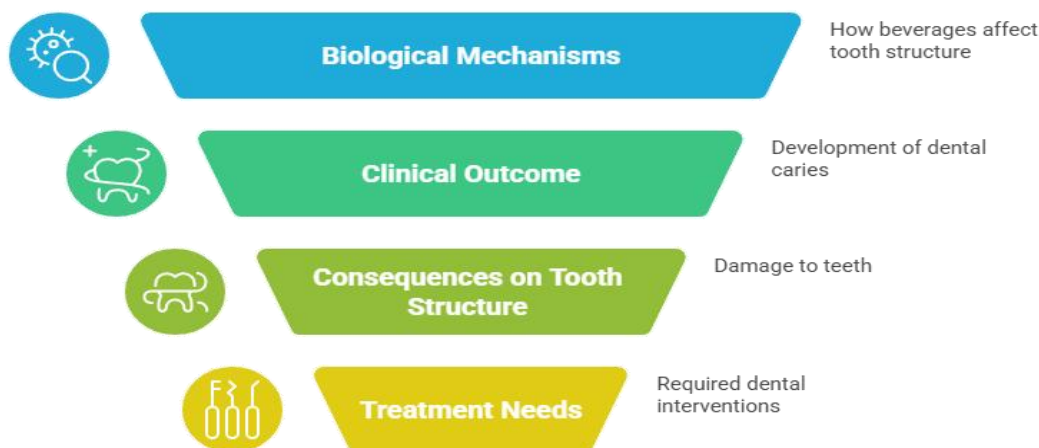 Biological Mechanisms
How beverages affect
tooth structure
Clinical Outcome
Development of dental
caries
Consequences on Tooth
Structure
Damage to teeth
Treatment Needs
Required dental
interventions